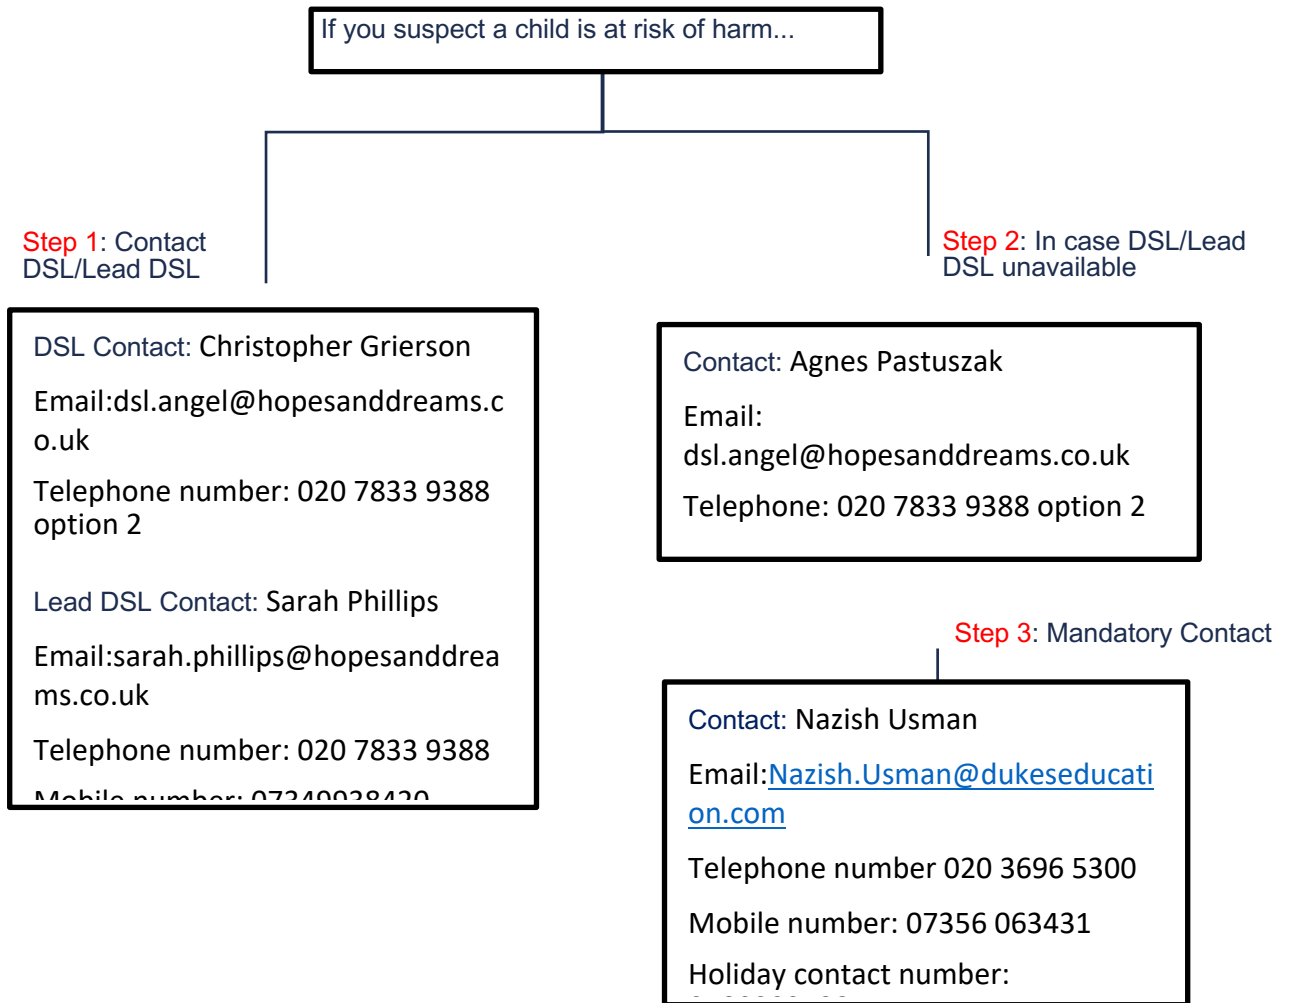 If you suspect a child is at risk of harm...
Step 1: Contact
DSL/Lead DSL
DSL Contact: Christopher Grierson
Email:dsl.angel@hopesanddreams.c
o.uk
Telephone number: 020 7833 9388
option 2
Lead DSL Contact: Sarah Phillips
Email:sarah.phillips@hopesanddrea
ms.co.uk
Telephone number: 020 7833 9388
Mobile number:
Step 2: In case DSL/Lead
DSL unavailable
Contact: Agnes Pastuszak
Email:
dsl.angel@hopesanddreams.co.uk
Telephone: 020 7833 9388 option 2
Step 3: Mandatory Contact
Contact: Nazish Usman
Email:Nazish.Usman@dukeseducati
on.com
Telephone number 020 3696 5300
Mobile number: 07356 063431
Holiday contact number: